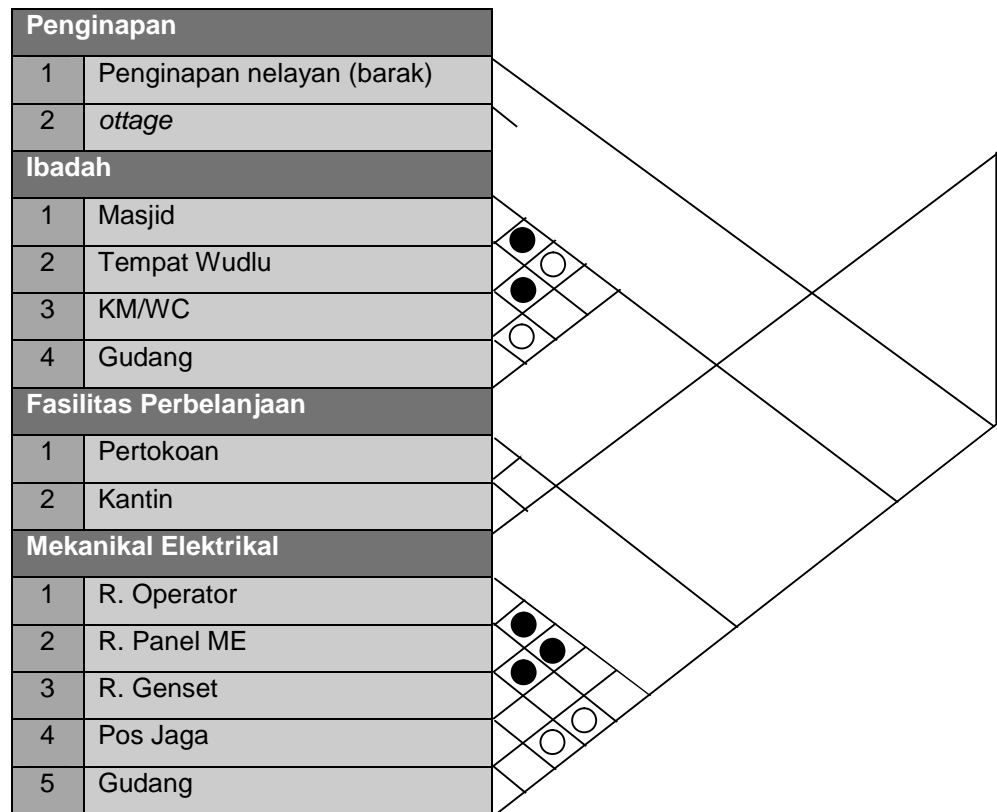 Penginapan
1 Penginapan nelayan (barak)
2 ottage
Ibadah
1 Masjid
2 Tempat Wudlu
3 KM/WC
4 Gudang
Fasilitas Perbelanjaan
1 Pertokoan
2 Kantin
Mekanikal Elektrikal
1 R. Operator
2 R. Panel ME
3 R. Genset
4 Pos Jaga
5 Gudang